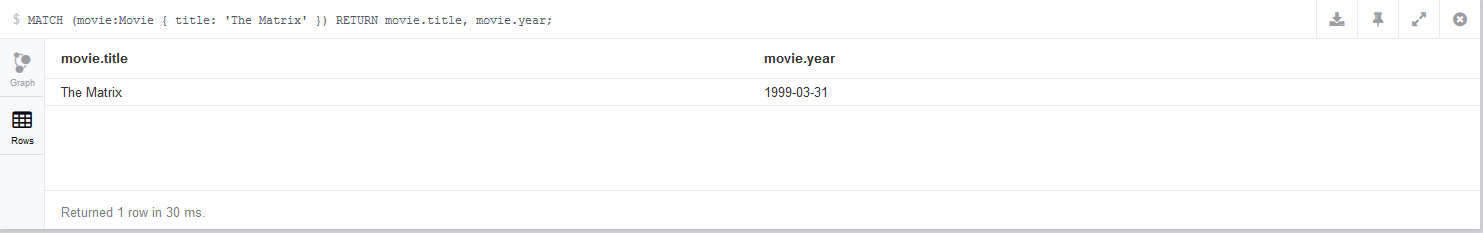 $ MATCH (movie:Movie { title: 'The Matrix' }) RETURN movie.title, movie.year;
Graph
Rows
movie.title movie.year
The Matrix 1999-03-31
Returned 1 row in 30 ms.